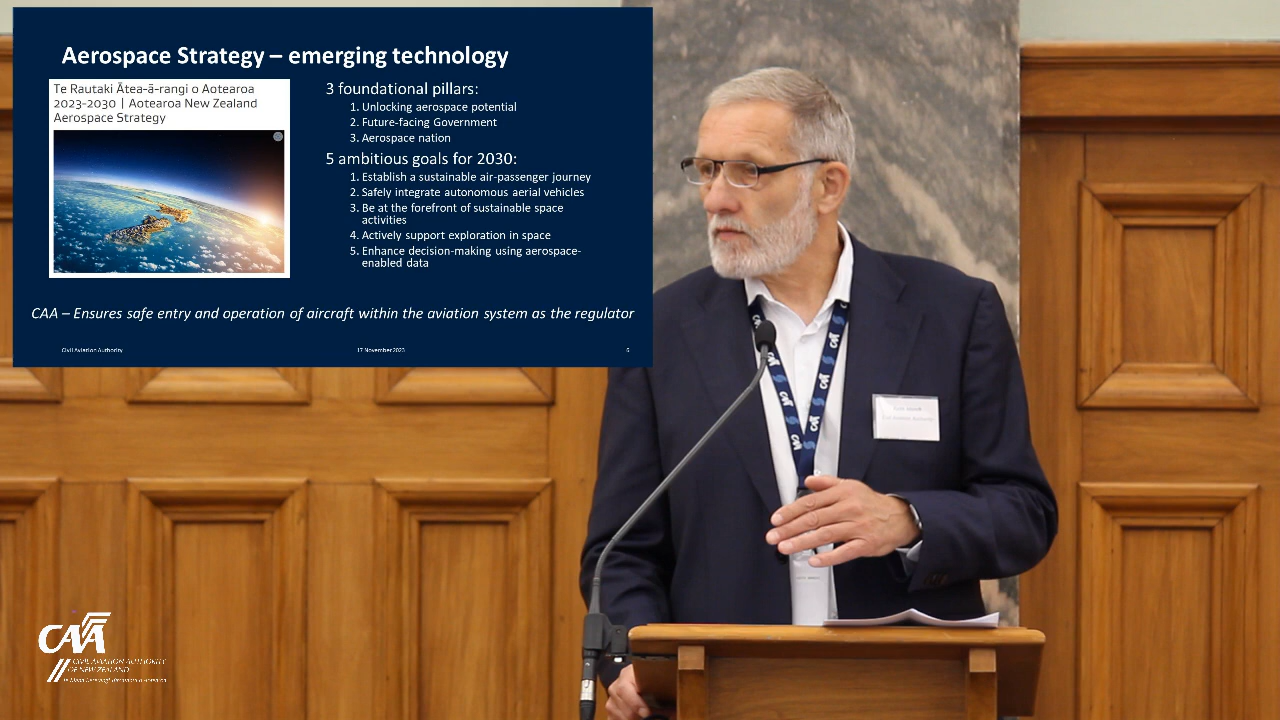 Aerospace Strategy – emerging technology
Te Rautaki Ātea-ā-rangi o Aotearoa
2023-2030 | Aotearoa New Zealand
Aerospace Strategy
3 foundational pillars:
1. Unlocking aerospace potential
2. Future-facing Government
3. Aerospace nation
5 ambitious goals for 2030:
1. Establish a sustainable air-passenger journey
2. Safely integrate autonomous aerial vehicles
3. Be at the forefront of sustainable space
activities
4. Actively support exploration in space
5. Enhance decision-making using aerospace-
enabled data
CAA – Ensures safe entry and operation of aircraft within the aviation system as the regulator
Civil Aviation Authority
17 November 2023
6
CAA
CAA
CAA
CAA
CAA
CAA
CIVIL AVIATION AUTHORITY
OF NEW ZEALAND